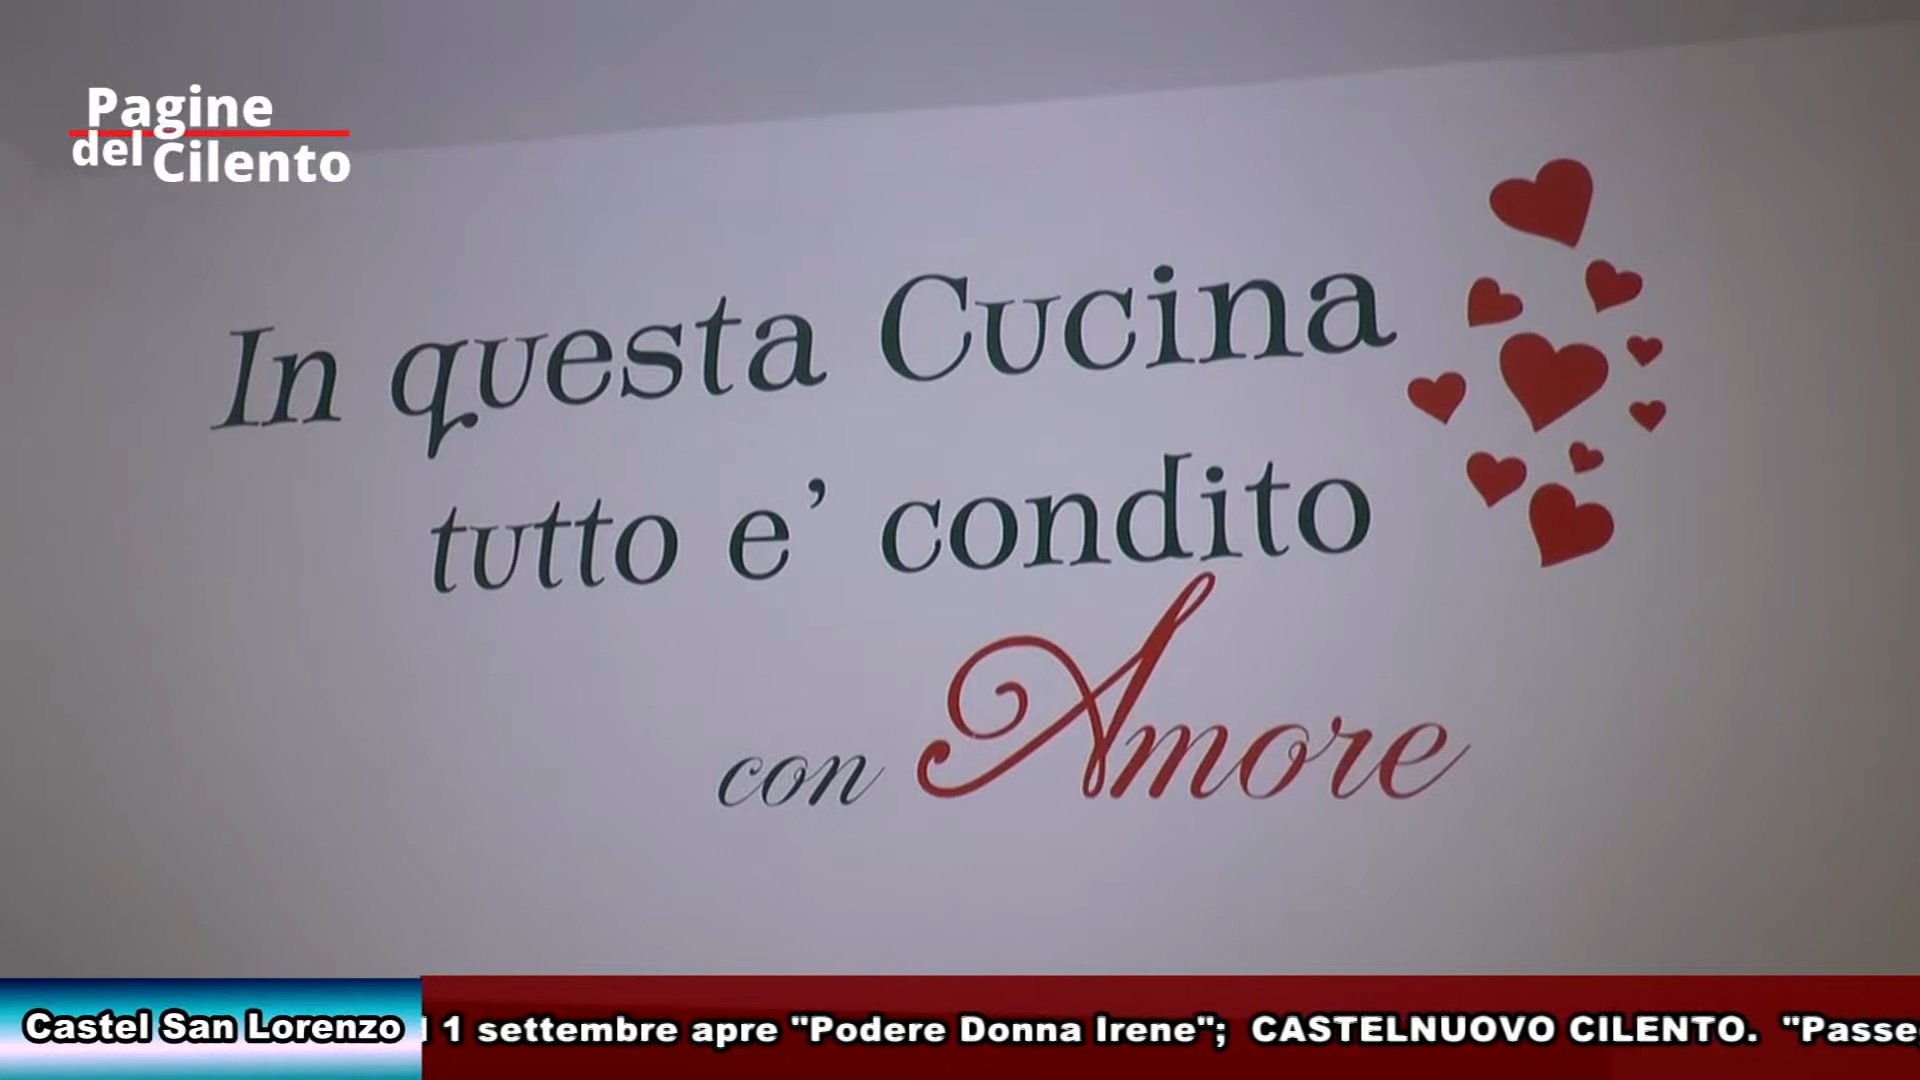 Pagine
del Cilento
In questa Cucina
tutto e' condito
con Amore
Castel San Lorenzo
1 settembre apre "Podere Donna Irene"; CASTELNUOVO CILENTO. "Passe